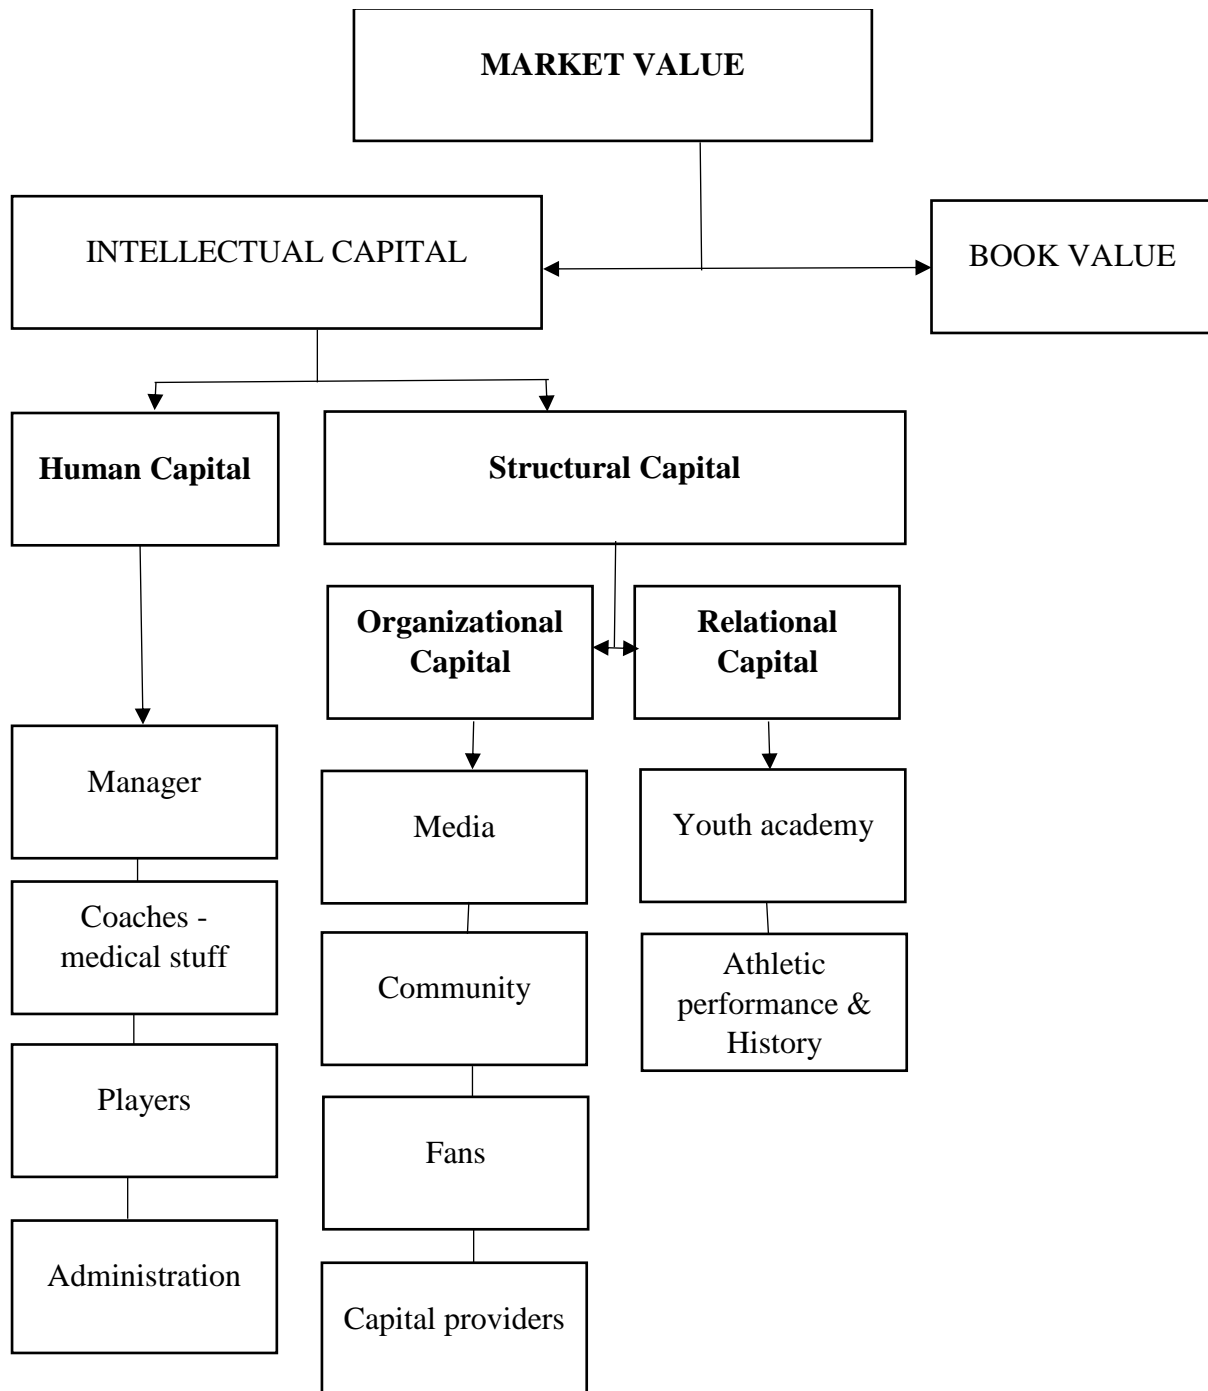 MARKET VALUE
INTELLECTUAL CAPITAL
BOOK VALUE
Human Capital
Structural Capital
Organizational
Capital
Relational
Capital
Manager
Media
Youth academy
Coaches -
medical stuff
Community
Athletic
performance &
History
Players
Fans
Administration
Capital providers